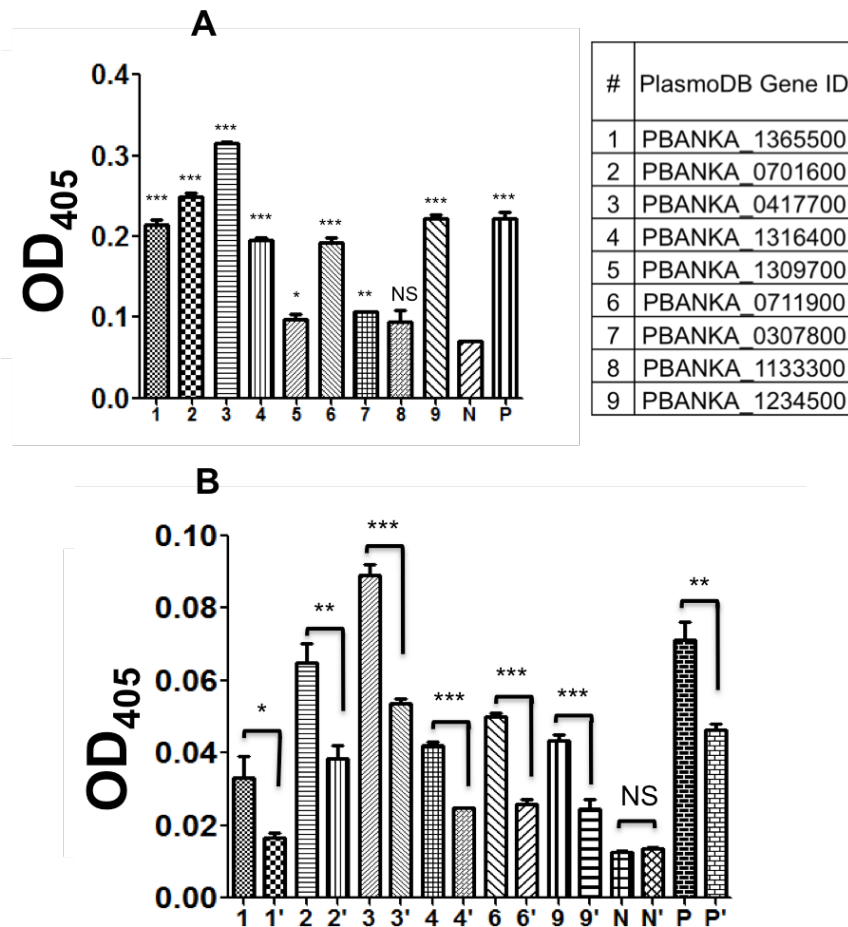 A
0.4
0.3
0.2
0.1
0.0
OD405
***
***
***
***
*
***
**
NS
***
***
1 2 3 4 5 6 7 8 9 N P
# PlasmoDB Gene ID
1 PBANKA_1365500
2 PBANKA_0701600
3 PBANKA_0417700
4 PBANKA_1316400
5 PBANKA_1309700
6 PBANKA_0711900
7 PBANKA_0307800
8 PBANKA_1133300
9 PBANKA_1234500
B
0.10
0.08
0.06
0.04
0.02
0.00
OD405
*
**
***
***
***
***
NS
**
1 1' 2 2' 3 3' 4 4' 6 6' 9 9' N N' P P'